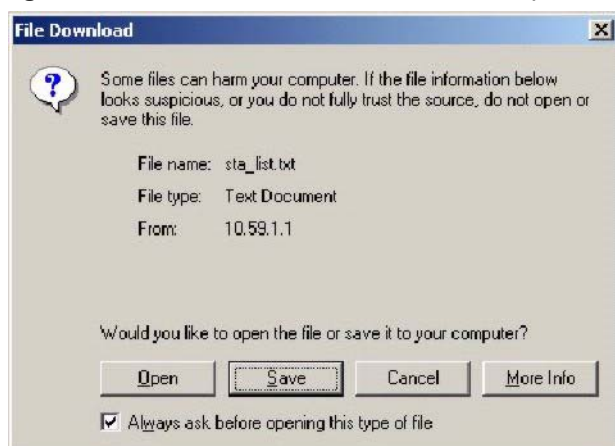 File Download
Some files can harm your computer. If the file information below
looks suspicious, or you do not fully trust the source, do not open or
save this file.
File name: sta_list.txt
File type: Text Document
From: 10.59.1.1
Would you like to open the file or save it to your computer?
Open Save Cancel More Info
Always ask before opening this type of file